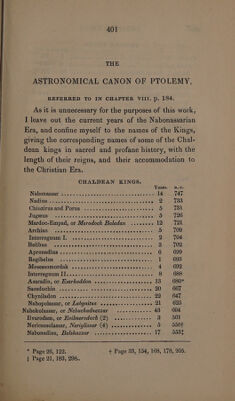 401
THE
ASTRONOMICAL CANON OF PTOLEMY,
REFERRED TO IN CHAPTER VIII. p. 184.
As it is unnecessary for the purposes of this work,
I leave out the current years of the Nabonassarian
Era, and confine myself to the names of the Kings,
giving the corresponding names of some of the Chal-
dean kings in sacred and profane history, with the
length of their reigns, and their accommodation to
the Christian Era.
CHALDEAN KINGS.
Years. B.C.
Nabonassar 14 747
Nadius 2 733
Chinzirus and Porus 5 731
Jugæus 5 726
Mardoc-Empad, or Merodach Baladan 12 721
Archian 5 709
Interregnum I. 2 704
Belibus 3 702
Apronadius 6 699
Regibelus 1 693
Mesessemordak 4 692
Interregnum II. 8 688
Assaradin, or Esarhaddon 13 680*
Saosduchin 20 667
Chyniladon 22 647
Nabopolassar, or Labynitus 21 625
Nabokolassar, or Nebuchadnezzar 43 604
Ilvarodam, or Evilmerodach (2) 3 561
Nericassolassar, Neriglissar (4) 5 559†
Nabonadius, Belshazzar 17 553‡
* Page 26, 122. † Page 33, 154, 168, 178, 205.
‡ Page 21, 183, 298.